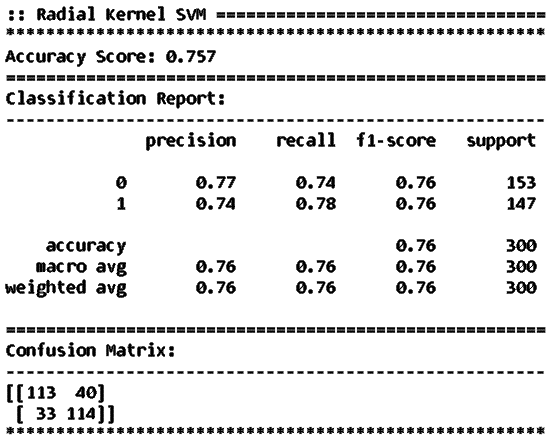 :: Radial Kernel SVM =================================
******************************************************
Accuracy Score: 0.757
======================================================
Classification Report:
------------------------------------------------------
              precision    recall  f1-score   support

           0       0.77      0.74      0.76       153
           1       0.74      0.78      0.76       147

    accuracy                           0.76       300
   macro avg       0.76      0.76      0.76       300
weighted avg       0.76      0.76      0.76       300

======================================================
Confusion Matrix:
------------------------------------------------------
[[113  40]
 [ 33 114]]
******************************************************